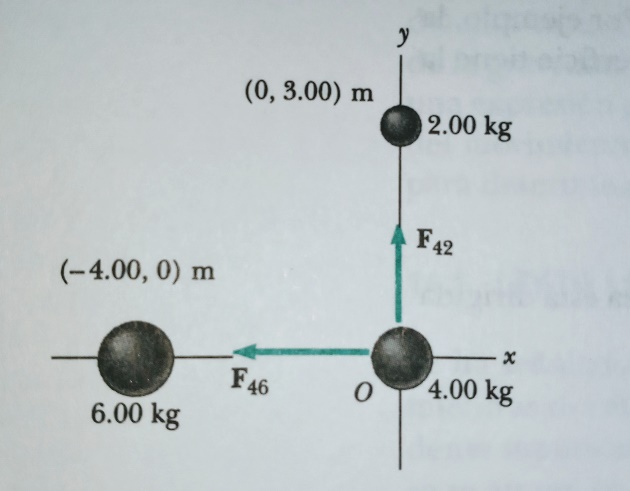 y
(0, 3.00) m
2.00 kg
F42
(−4.00, 0) m
x
F46
O
4.00 kg
6.00 kg